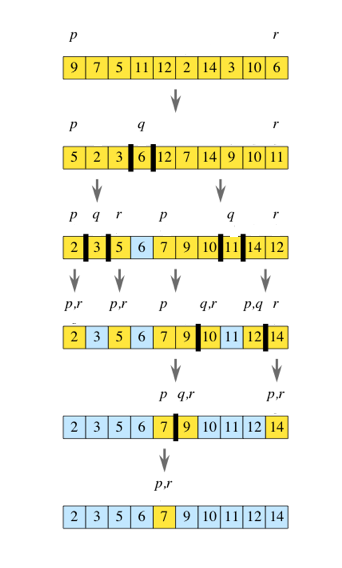 p r
9 7 5 11 12 2 14 3 10 6
p q r
5 2 3 6 12 7 14 9 10 11
p q r p q r
2 3 5 6 7 9 10 11 14 12
p,r p,r p q,r p,q r
2 3 5 6 7 9 10 11 12 14
p q,r p,r
2 3 5 6 7 9 10 11 12 14
p,r
2 3 5 6 7 9 10 11 12 14